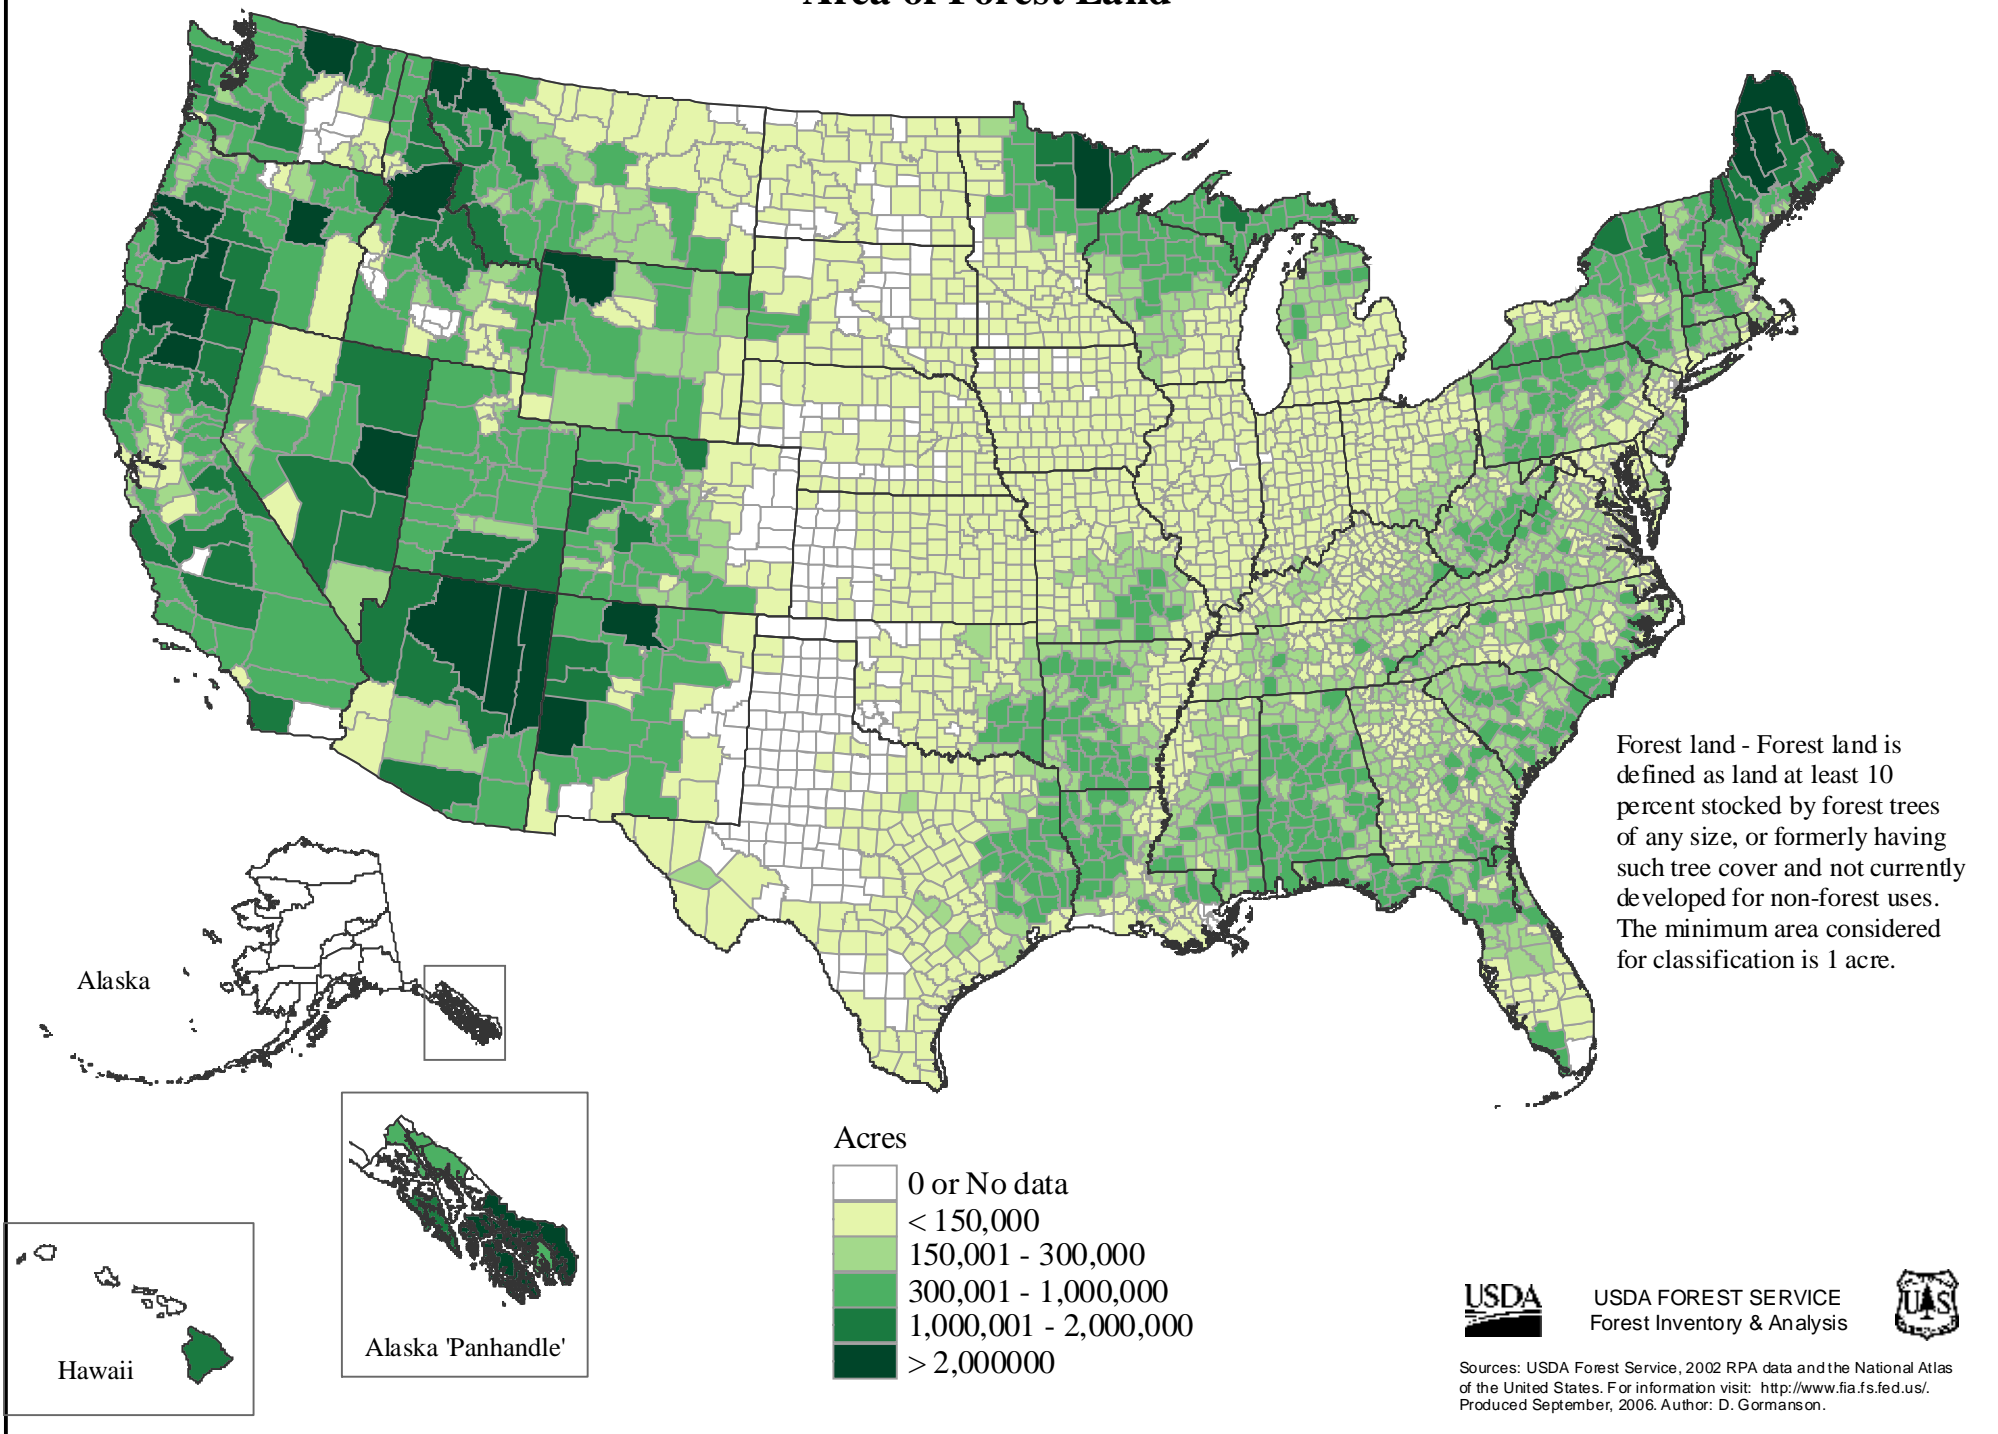 Area of Forest Land
Forest land - Forest land is
defined as land at least 10
percent stocked by forest trees
of any size, or formerly having
such tree cover and not currently
developed for non-forest uses.
The minimum area considered
for classification is 1 acre.
Alaska
Alaska 'Panhandle'
Hawaii
Acres
0 or No data
< 150,000
150,001 - 300,000
300,001 - 1,000,000
1,000,001 - 2,000,000
> 2,000000
USDA
USDA FOREST SERVICE
Forest Inventory & Analysis
U S
Sources: USDA Forest Service, 2002 RPA data and the National Atlas
of the United States. For information visit: http://www.fia.fs.fed.us/.
Produced September, 2006. Author: D. Gormanson.